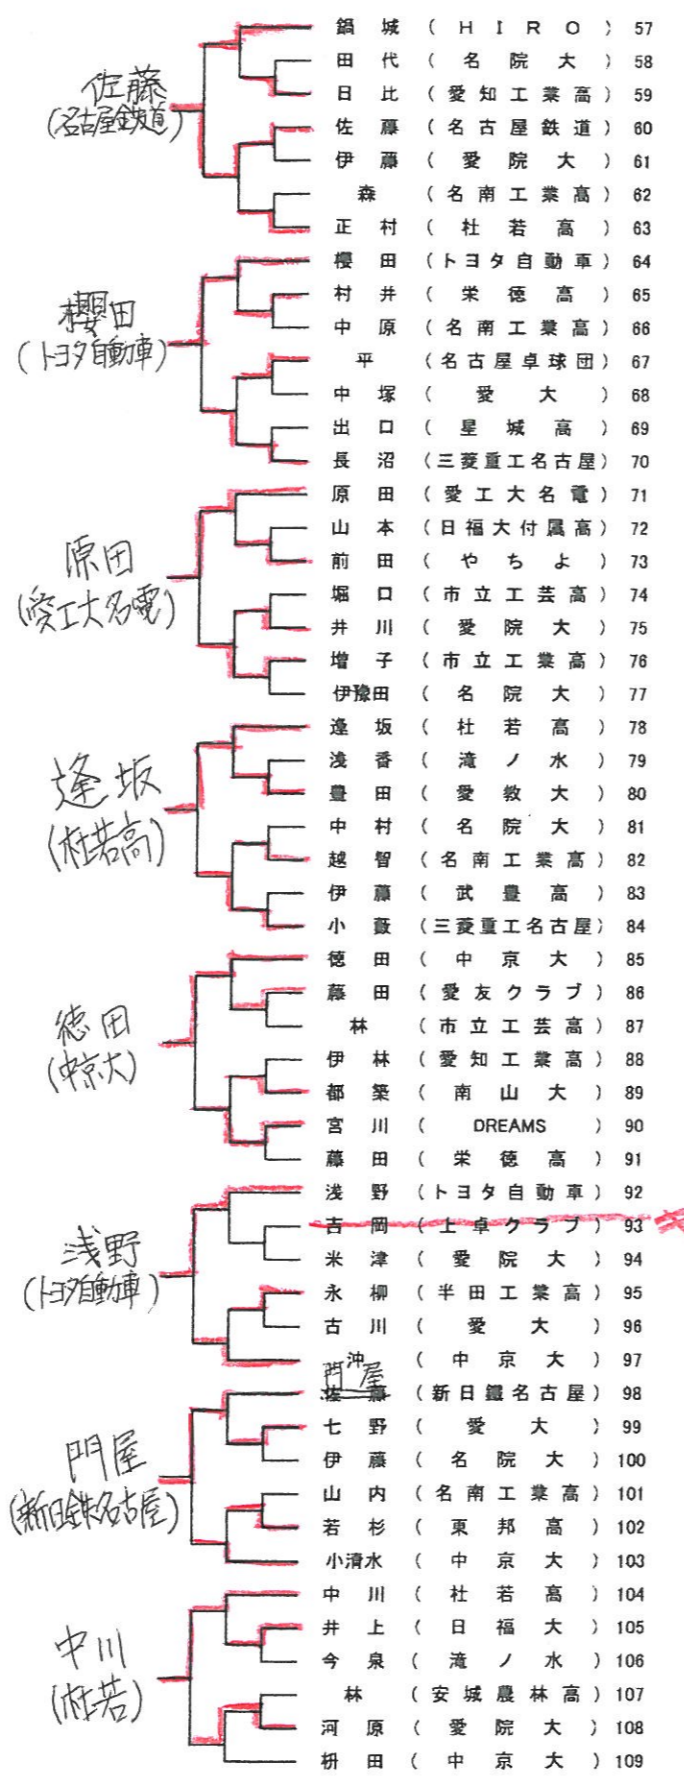 鍋城 (HIRO) 57
田代 (名院大) 58
日比 (愛知工業高) 59
佐藤 (名古屋鉄道) 60
伊藤 (愛院大) 61
森 (名南工業高) 62
正村 (杜若高) 63
佐藤
(名古屋鉄道)
櫻田 (トヨタ自動車) 64
村井 (栄徳高) 65
中原 (名南工業高) 66
平 (名古屋卓球団) 67
中塚 (愛大) 68
出口 (星城高) 69
長沼 (三菱重工名古屋) 70
櫻田
(トヨタ自動車)
原田 (愛工大名電) 71
山本 (日福大付属高) 72
前田 (やちよ) 73
堀口 (市立工芸高) 74
井川 (愛院大) 75
増子 (市立工業高) 76
伊豫田 (名院大) 77
原田
(愛工大名電)
逢坂 (杜若高) 78
浅香 (滝ノ水) 79
豊田 (愛教大) 80
中村 (名院大) 81
越智 (名南工業高) 82
伊藤 (武豊高) 83
小藪 (三菱重工名古屋) 84
逢坂
(杜若高)
徳田 (中京大) 85
藤田 (愛友クラブ) 86
林 (市立工芸高) 87
伊林 (愛知工業高) 88
都築 (南山大) 89
宮川 (DREAMS) 90
藤田 (栄徳高) 91
徳田
(中京大)
浅野 (トヨタ自動車) 92
吉岡 (上卓クラブ) 93
米津 (愛院大) 94
永柳 (半田工業高) 95
古川 (愛大) 96
沖 (中京大) 97
浅野
(トヨタ自動車)
門屋
佐藤 (新日鐵名古屋) 98
七野 (愛大) 99
伊藤 (名院大) 100
山内 (名南工業高) 101
若杉 (東邦高) 102
小清水 (中京大) 103
門屋
(新日鉄名古屋)
中川 (杜若高) 104
井上 (日福大) 105
今泉 (滝ノ水) 106
林 (安城農林高) 107
河原 (愛院大) 108
枡田 (中京大) 109
中川
(杜若)